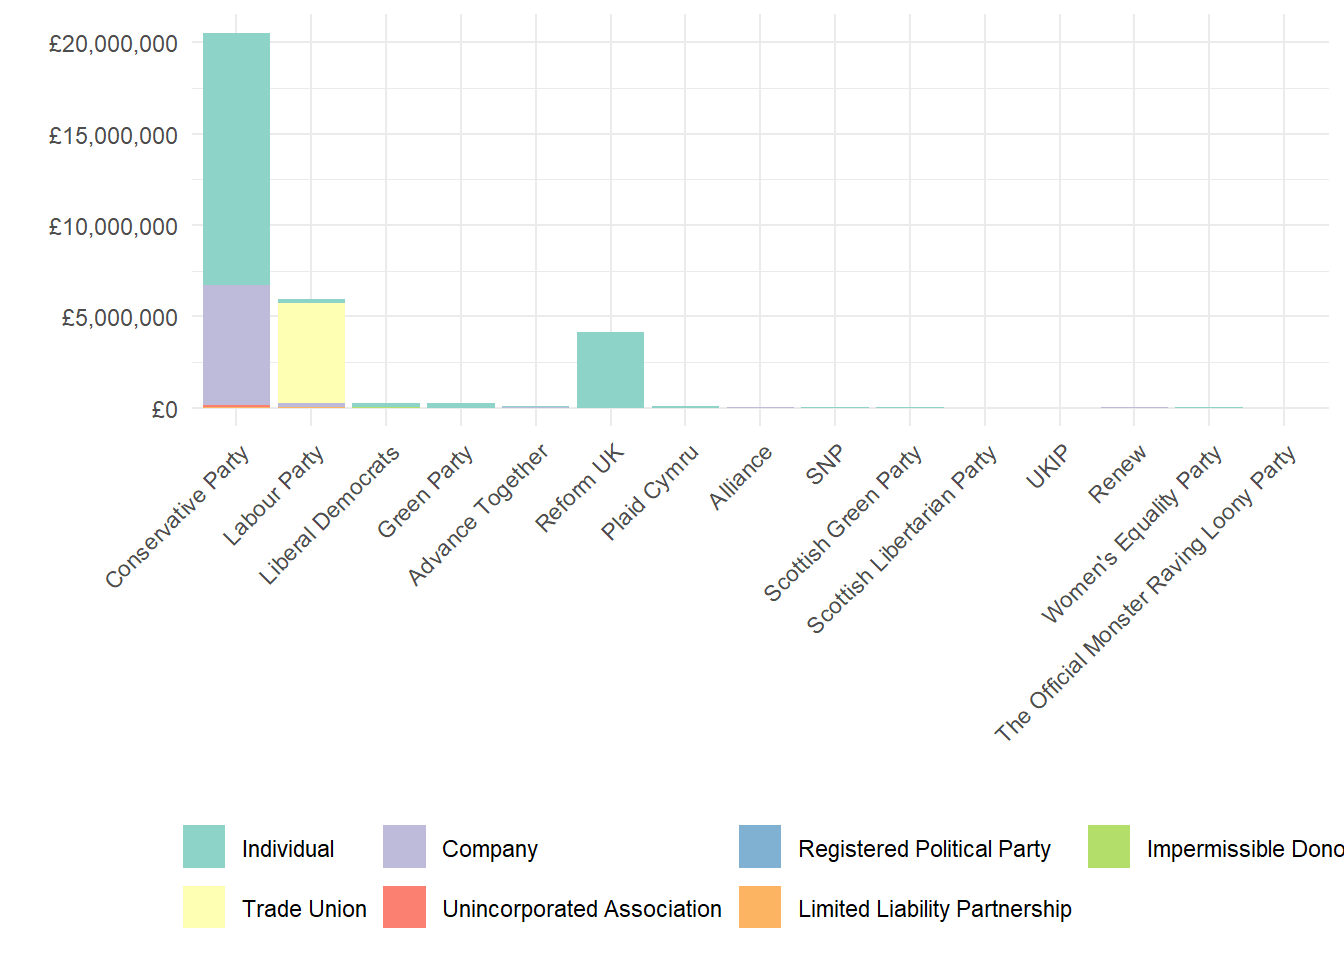 £20,000,000
£15,000,000
£10,000,000
£5,000,000
£0
Conservative Party
Labour Party
Liberal Democrats
Green Party
Advance Together
Reform UK
Plaid Cymru
Alliance
SNP
Scottish Green Party
Scottish Libertarian Party
UKIP
Renew
Women's Equality Party
The Official Monster Raving Loony Party
Individual
Company
Registered Political Party
Impermissible Dono
Trade Union
Unincorporated Association
Limited Liability Partnership